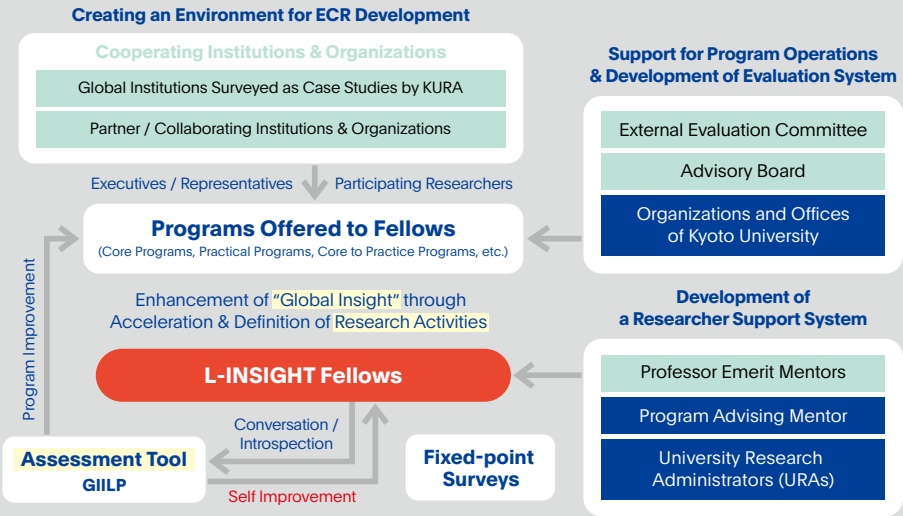 Creating an Environment for ECR Development
Cooperating Institutions & Organizations
Global Institutions Surveyed as Case Studies by KURA
Partner / Collaborating Institutions & Organizations
Executives / Representatives
Participating Researchers
Programs Offered to Fellows
(Core Programs, Practical Programs, Core to Practice Programs, etc.)
Enhancement of "Global Insight" through
Acceleration & Definition of Research Activities
L-INSIGHT Fellows
Program Improvement
Conversation /
Introspection
Assessment Tool
GIILP
Self Improvement
Fixed-point
Surveys
Support for Program Operations
& Development of Evaluation System
External Evaluation Committee
Advisory Board
Organizations and Offices
of Kyoto University
Development of
a Researcher Support System
Professor Emerit Mentors
Program Advising Mentor
University Research
Administrators (URAs)